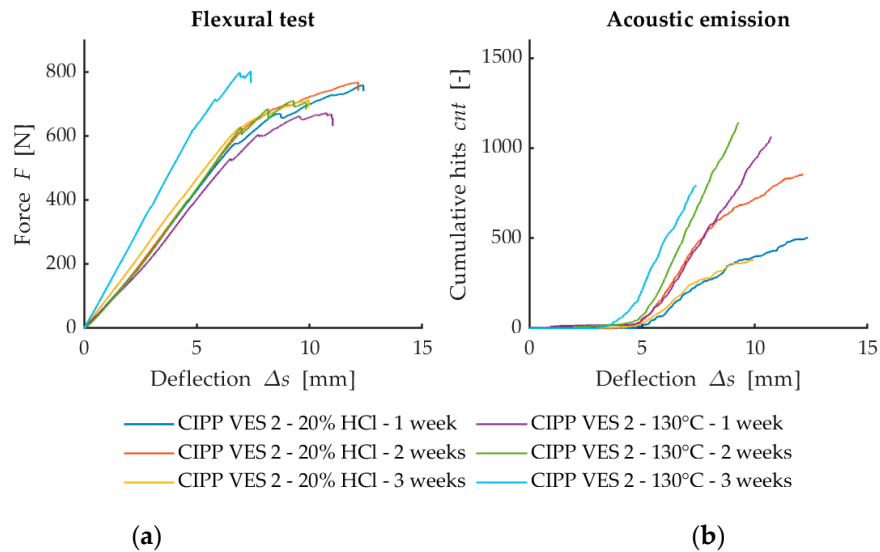 Flexural test
800
600
400
200
0
0 5 10 15
Force F [N]
Deflection Δs [mm]
Acoustic emission
1500
1000
500
0
0 5 10 15
Cumulative hits cnt [-]
Deflection Δs [mm]
CIPP VES 2 - 20% HCl - 1 week
CIPP VES 2 - 20% HCl - 2 weeks
CIPP VES 2 - 20% HCl - 3 weeks
CIPP VES 2 - 130°C - 1 week
CIPP VES 2 - 130°C - 2 weeks
CIPP VES 2 - 130°C - 3 weeks
(a)
(b)